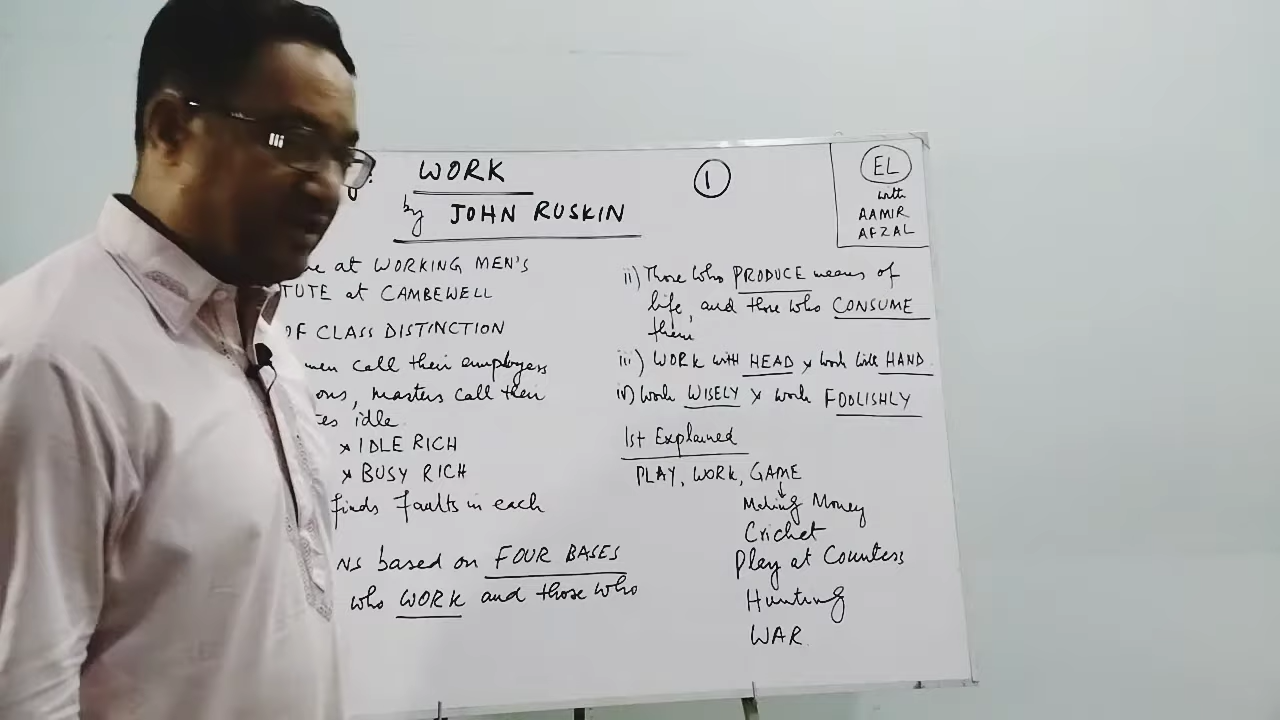 WORK
by JOHN RUSKIN
1
EL
with
AAMIR
AFZAL
at WORKING MEN'S
TUTE at CAMBEWELL
OF CLASS DISTINCTION
men call their employers
ons, masters call their
es idle
x IDLE RICH
x BUSY RICH
finds faults in each
NS based on FOUR BASES
who WORK and those who
ii) Those who PRODUCE means of
life, and those who CONSUME
them
iii) WORK with HEAD x work with HAND.
iv) work WISELY x work FOOLISHLY
1st Explained
PLAY, WORK, GAME
↓
Making Money
Cricket
Play at Countess
Hunting
WAR.